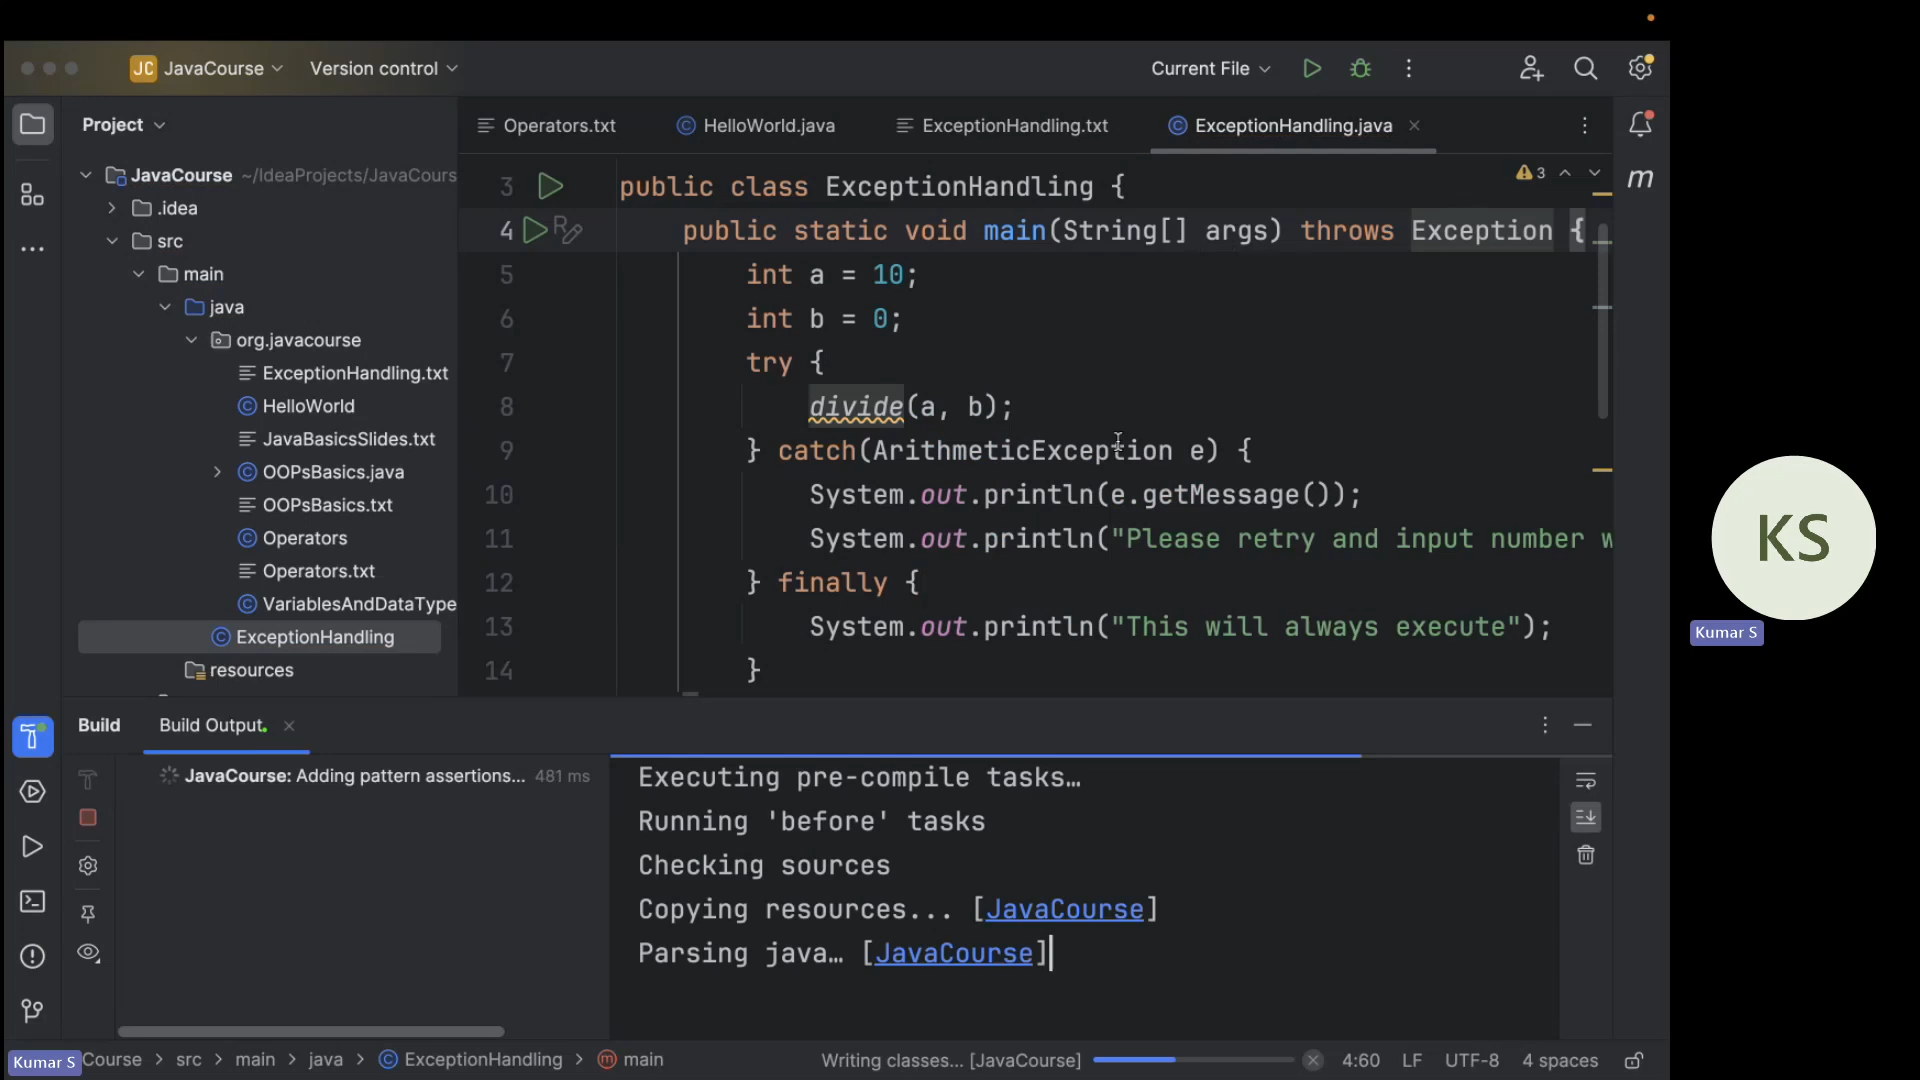 JC JavaCourse Version control Current File
Project
Operators.txt HelloWorld.java ExceptionHandling.txt ExceptionHandling.java
JavaCourse ~/IdeaProjects/JavaCours
.idea
src
main
java
org.javacourse
ExceptionHandling.txt
HelloWorld
JavaBasicsSlides.txt
OOPsBasics.java
OOPsBasics.txt
Operators
Operators.txt
VariablesAndDataType
ExceptionHandling
resources
3 public class ExceptionHandling {
4 public static void main(String[] args) throws Exception {
5 int a = 10;
6 int b = 0;
7 try {
8 divide(a, b);
9 } catch(ArithmeticException e) {
10 System.out.println(e.getMessage());
11 System.out.println("Please retry and input number w
12 } finally {
13 System.out.println("This will always execute");
14 }
3
m
KS
Kumar S
Build Build Output
JavaCourse: Adding pattern assertions... 481 ms
Executing pre-compile tasks…
Running 'before' tasks
Checking sources
Copying resources... [JavaCourse]
Parsing java… [JavaCourse]
Kumar S Course > src > main > java > ExceptionHandling > main
Writing classes... [JavaCourse] 4:60 LF UTF-8 4 spaces